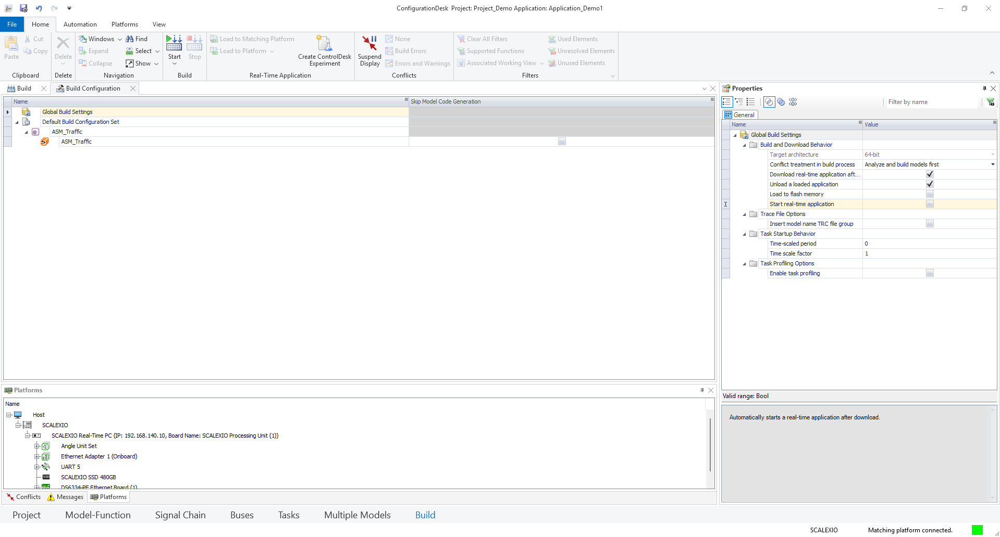 ConfigurationDesk Project: Project_Demo Application: Application_Demo1
File Home Automation Platforms View
Paste
Cut
Copy
Clipboard
Delete
Delete
Windows
Expand
Collapse
Find
Select
Show
Navigation
Start
Stop
Build
Load to Matching Platform
Load to Platform
Create ControlDesk
Experiment
Real-Time Application
Suspend
Display
None
Build Errors
Errors and Warnings
Conflicts
Clear All Filters
Supported Functions
Associated Working View
Used Elements
Unresolved Elements
Unused Elements
Filters
Build Build Configuration
Name Skip Model Code Generation
Global Build Settings
Default Build Configuration Set
ASM_Traffic
ASM_Traffic
Platforms
Name
Host
SCALEXIO
SCALEXIO Real-Time PC (IP: 192.168.140.10, Board Name: SCALEXIO Processing Unit (1))
Angle Unit Set
Ethernet Adapter 1 (Onboard)
UART 5
SSD SCALEXIO SSD 480GB
DS6334-PE Ethernet Board (1)
Conflicts Messages Platforms
Properties
Filter by name
General
Name Value
Global Build Settings
Build and Download Behavior
Target architecture 64-bit
Conflict treatment in build process Analyze and build models first
Download real-time application aft...
Unload a loaded application
Load to flash memory
Start real-time application
Trace File Options
Insert model name TRC file group
Task Startup Behavior
Time-scaled period 0
Time scale factor 1
Task Profiling Options
Enable task profiling
Valid range: Bool
Automatically starts a real-time application after download.
Project Model-Function Signal Chain Buses Tasks Multiple Models Build
SCALEXIO Matching platform connected.